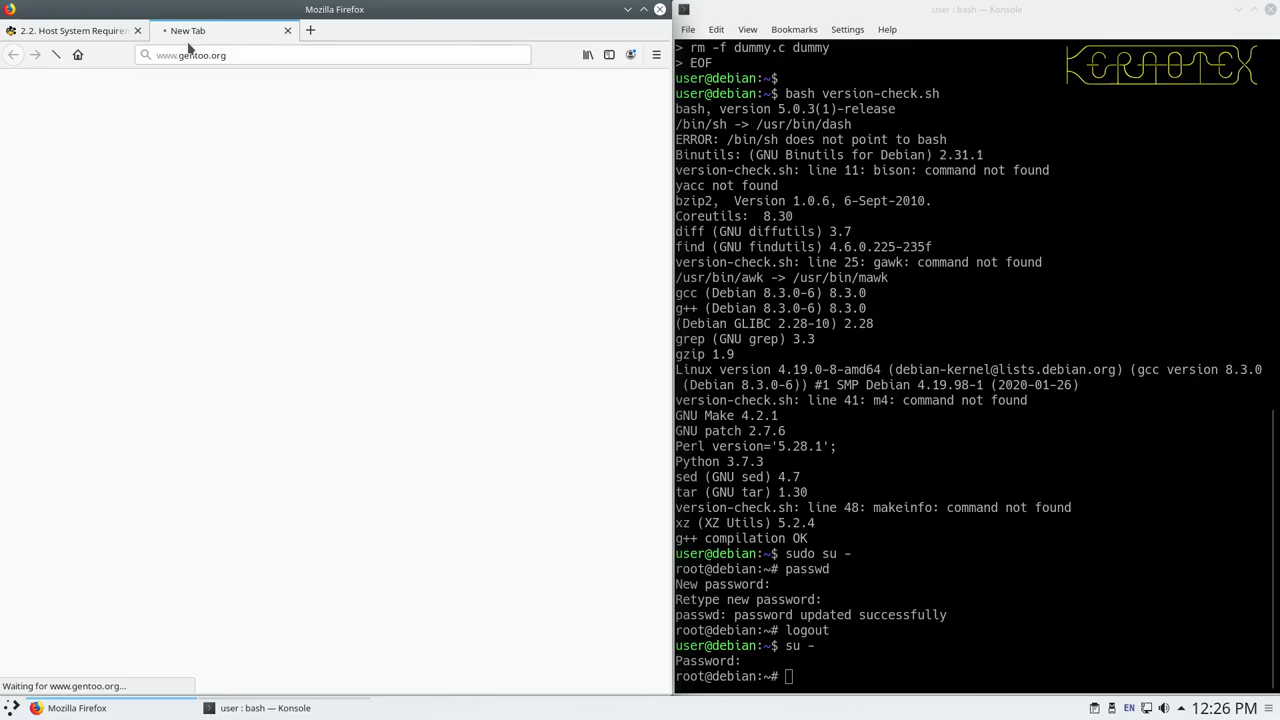 Mozilla Firefox
2.2. Host System Require
New Tab
www.gentoo.org
Waiting for www.gentoo.org...
user : bash — Konsole
File Edit View Bookmarks Settings Help
KERNOTEX
> rm -f dummy.c dummy
> EOF
user@debian:~$
user@debian:~$ bash version-check.sh
bash, version 5.0.3(1)-release
/bin/sh -> /usr/bin/dash
ERROR: /bin/sh does not point to bash
Binutils: (GNU Binutils for Debian) 2.31.1
version-check.sh: line 11: bison: command not found
yacc not found
bzip2,  Version 1.0.6, 6-Sept-2010.
Coreutils:  8.30
diff (GNU diffutils) 3.7
find (GNU findutils) 4.6.0.225-235f
version-check.sh: line 25: gawk: command not found
/usr/bin/awk -> /usr/bin/mawk
gcc (Debian 8.3.0-6) 8.3.0
g++ (Debian 8.3.0-6) 8.3.0
(Debian GLIBC 2.28-10) 2.28
grep (GNU grep) 3.3
gzip 1.9
Linux version 4.19.0-8-amd64 (debian-kernel@lists.debian.org) (gcc version 8.3.0
(Debian 8.3.0-6)) #1 SMP Debian 4.19.98-1 (2020-01-26)
version-check.sh: line 41: m4: command not found
GNU Make 4.2.1
GNU patch 2.7.6
Perl version='5.28.1';
Python 3.7.3
sed (GNU sed) 4.7
tar (GNU tar) 1.30
version-check.sh: line 48: makeinfo: command not found
xz (XZ Utils) 5.2.4
g++ compilation OK
user@debian:~$ sudo su -
root@debian:~# passwd
New password:
Retype new password:
passwd: password updated successfully
root@debian:~# logout
user@debian:~$ su -
Password:
root@debian:~#
Mozilla Firefox
user : bash — Konsole
EN
12:26 PM